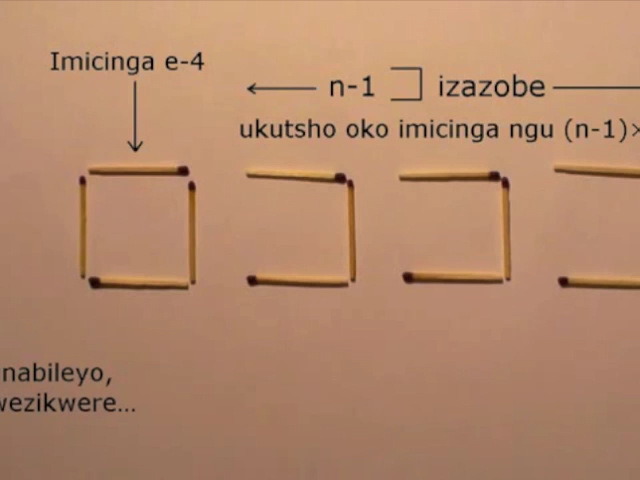 Imicinga e-4
n-1 izazobe
ukutsho oko imicinga ngu (n-1)×
nabileyo,
wezikwere...